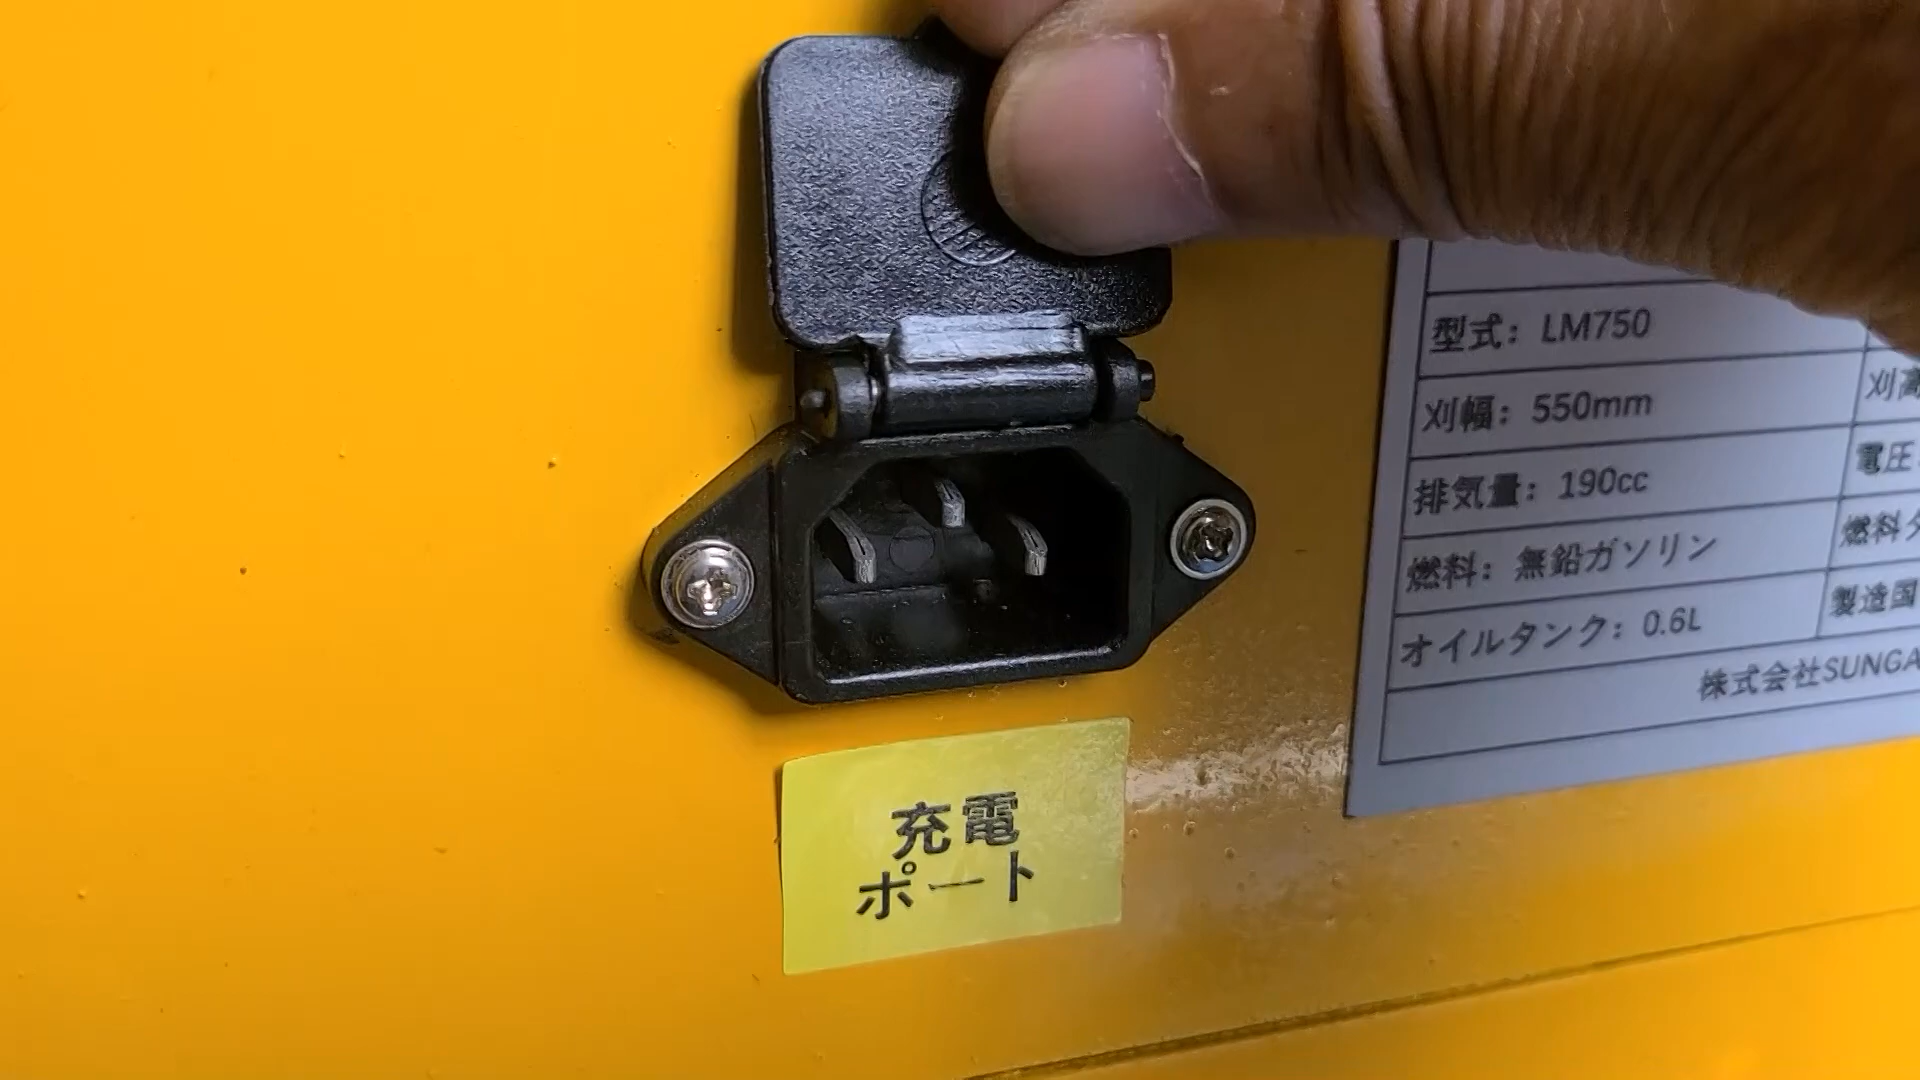 型式：LM750
刈幅：550mm
刈高
排気量：190cc
電圧
燃料：無鉛ガソリン
燃料タ
オイルタンク：0.6L
製造国
株式会社SUNGA
充電
ポート